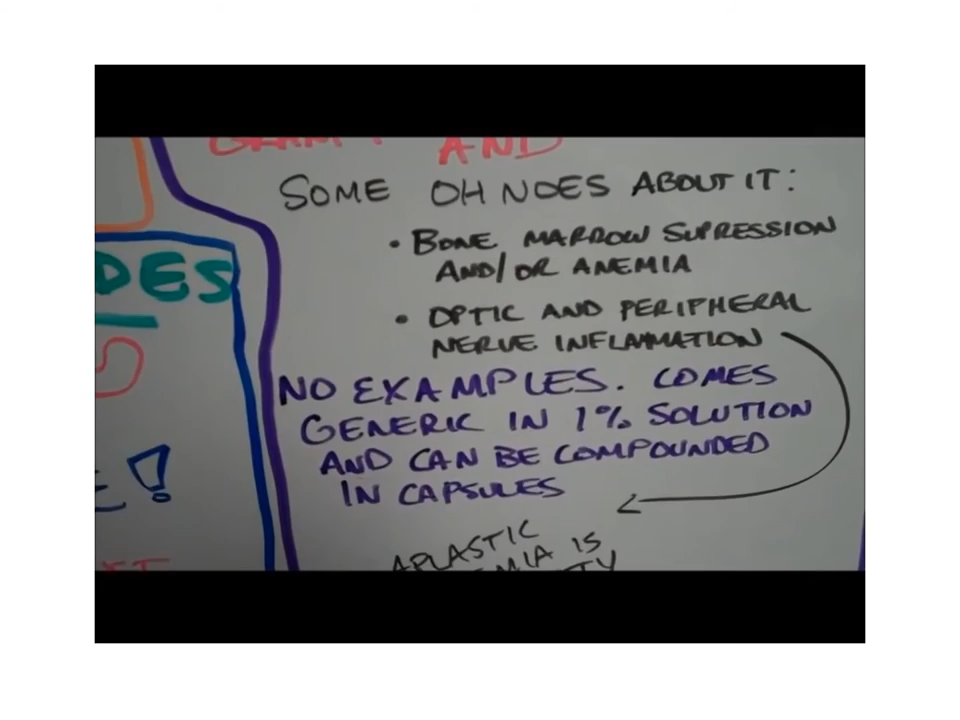 AND
SOME OH NOES ABOUT IT:
• BONE MARROW SUPRESSION
AND/OR ANEMIA
• OPTIC AND PERIPHERAL
NERVE INFLAMMATION
NO EXAMPLES. COMES
GENERIC IN 1% SOLUTION
AND CAN BE COMPOUNDED
IN CAPSULES
APLASTIC
IS
DES
!